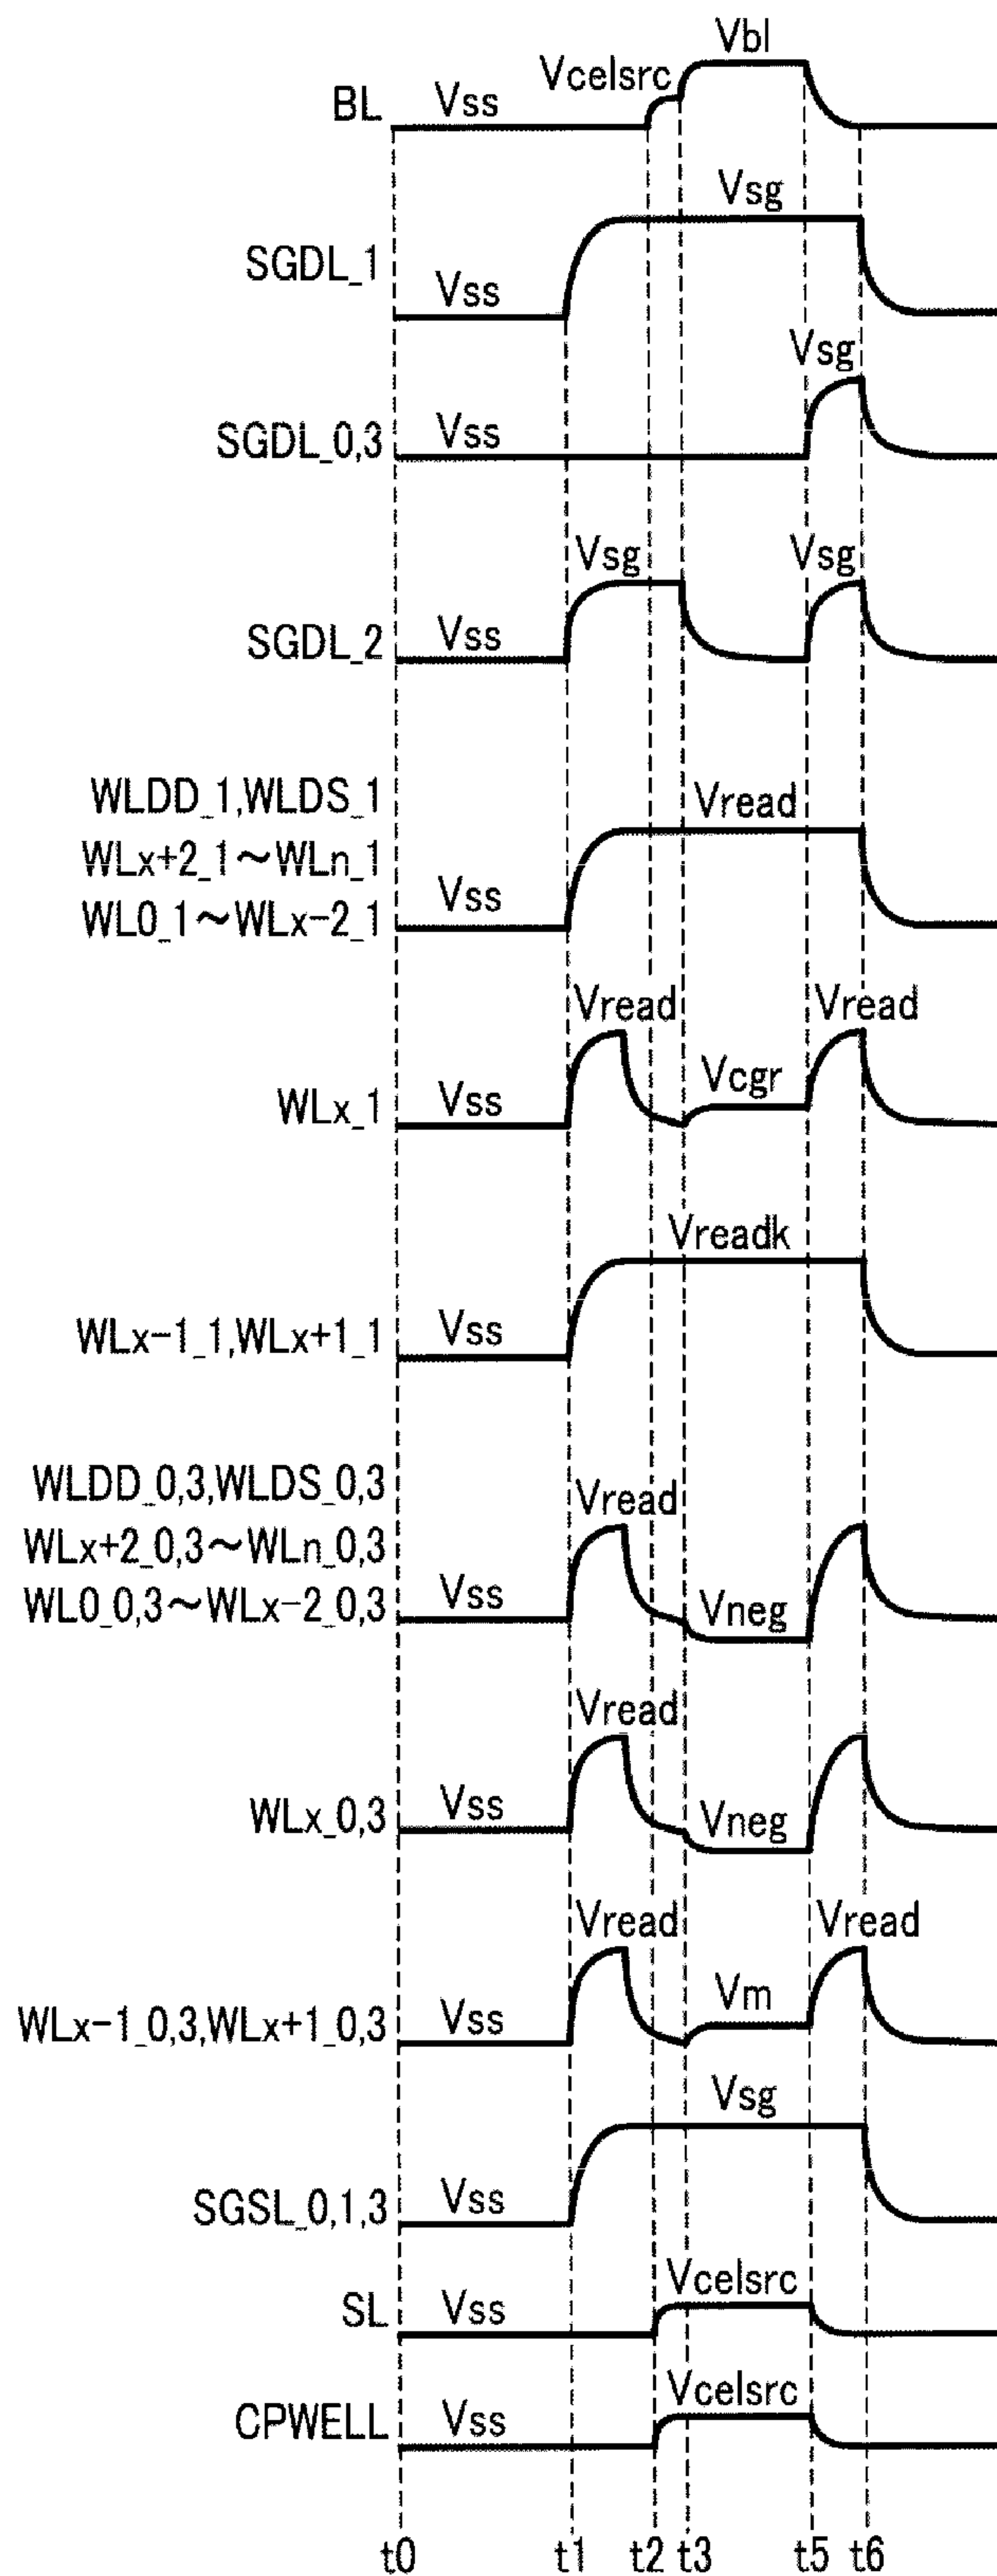 Vbl
Vcelsrc
BL Vss
Vsg
SGDL_1 Vss
Vsg
SGDL_0,3 Vss
Vsg Vsg
SGDL_2 Vss
WLDD_1,WLDS_1 Vread
WLx+2_1～WLn_1
WL0_1～WLx-2_1 Vss
Vread Vread
WLx_1 Vss Vcgr
Vreadk
WLx-1_1,WLx+1_1 Vss
WLDD_0,3,WLDS_0,3 Vread
WLx+2_0,3～WLn_0,3
WL0_0,3～WLx-2_0,3 Vss Vneg
Vread
WLx_0,3 Vss Vneg
Vread Vread
WLx-1_0,3,WLx+1_0,3 Vss Vm
Vsg
SGSL_0,1,3 Vss
Vcelsrc
SL Vss
Vcelsrc
CPWELL Vss
t0 t1 t2 t3 t5 t6